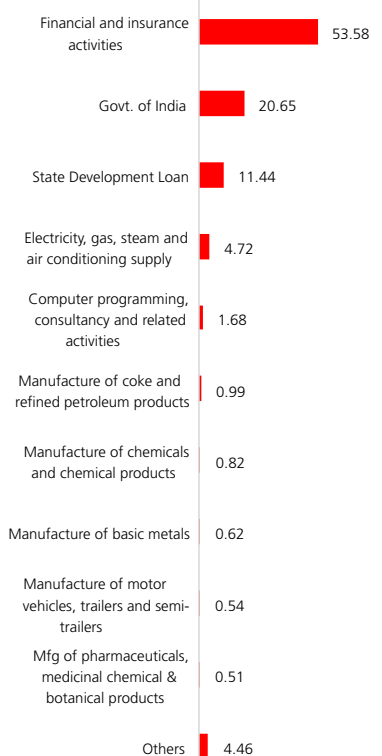 Financial and insurance
activities
53.58
Govt. of India
20.65
State Development Loan
11.44
Electricity, gas, steam and
air conditioning supply
4.72
Computer programming,
consultancy and related
activities
1.68
Manufacture of coke and
refined petroleum products
0.99
Manufacture of chemicals
and chemical products
0.82
Manufacture of basic metals
0.62
Manufacture of motor
vehicles, trailers and semi-
trailers
0.54
Mfg of pharmaceuticals,
medicinal chemical &
botanical products
0.51
Others
4.46